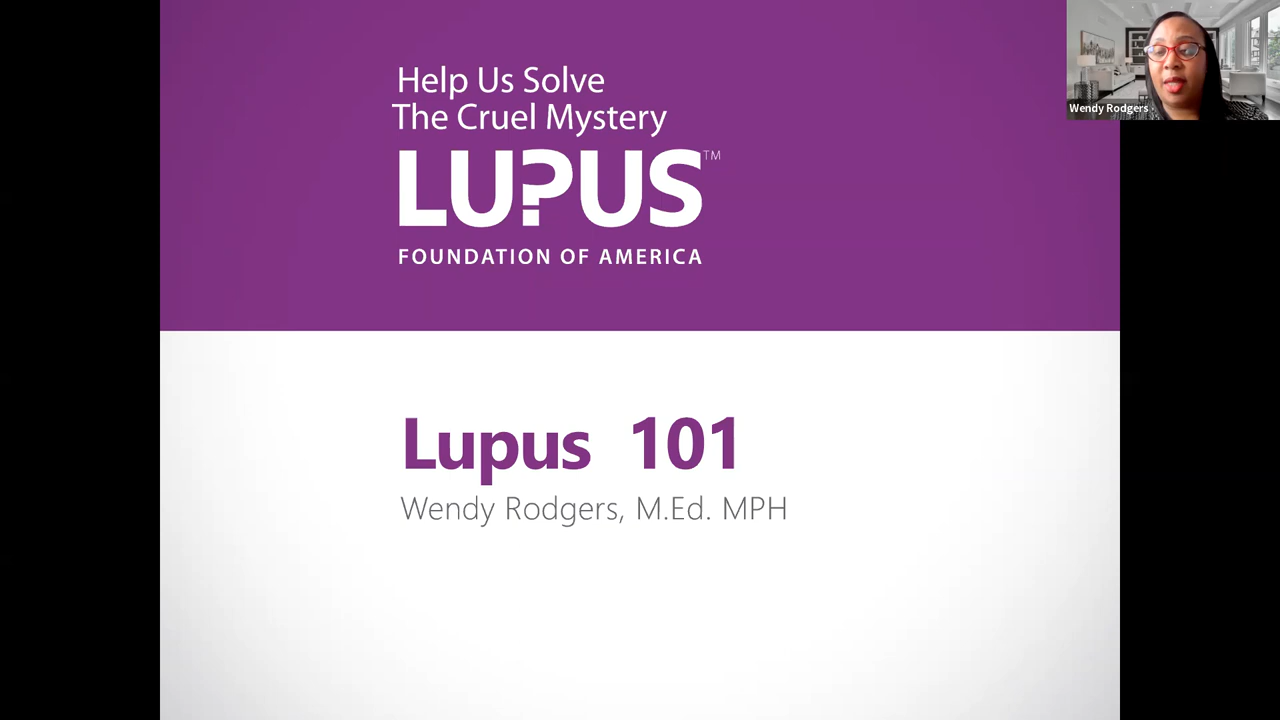 Help Us Solve
The Cruel Mystery
LUPUS™
FOUNDATION OF AMERICA
Wendy Rodgers
Lupus 101
Wendy Rodgers, M.Ed. MPH